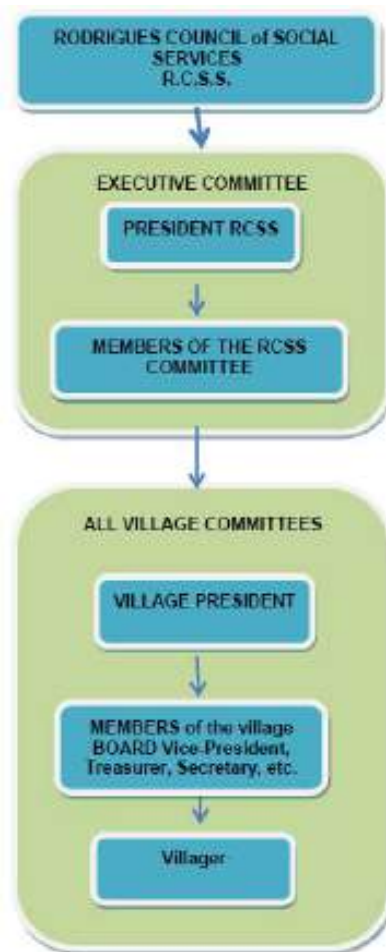 RODRIGUES COUNCIL of SOCIAL
SERVICES
R.C.S.S.
EXECUTIVE COMMITTEE
PRESIDENT RCSS
MEMBERS OF THE RCSS
COMMITTEE
ALL VILLAGE COMMITTEES
VILLAGE PRESIDENT
MEMBERS of the village
BOARD Vice-President,
Treasurer, Secretary, etc.
Villager